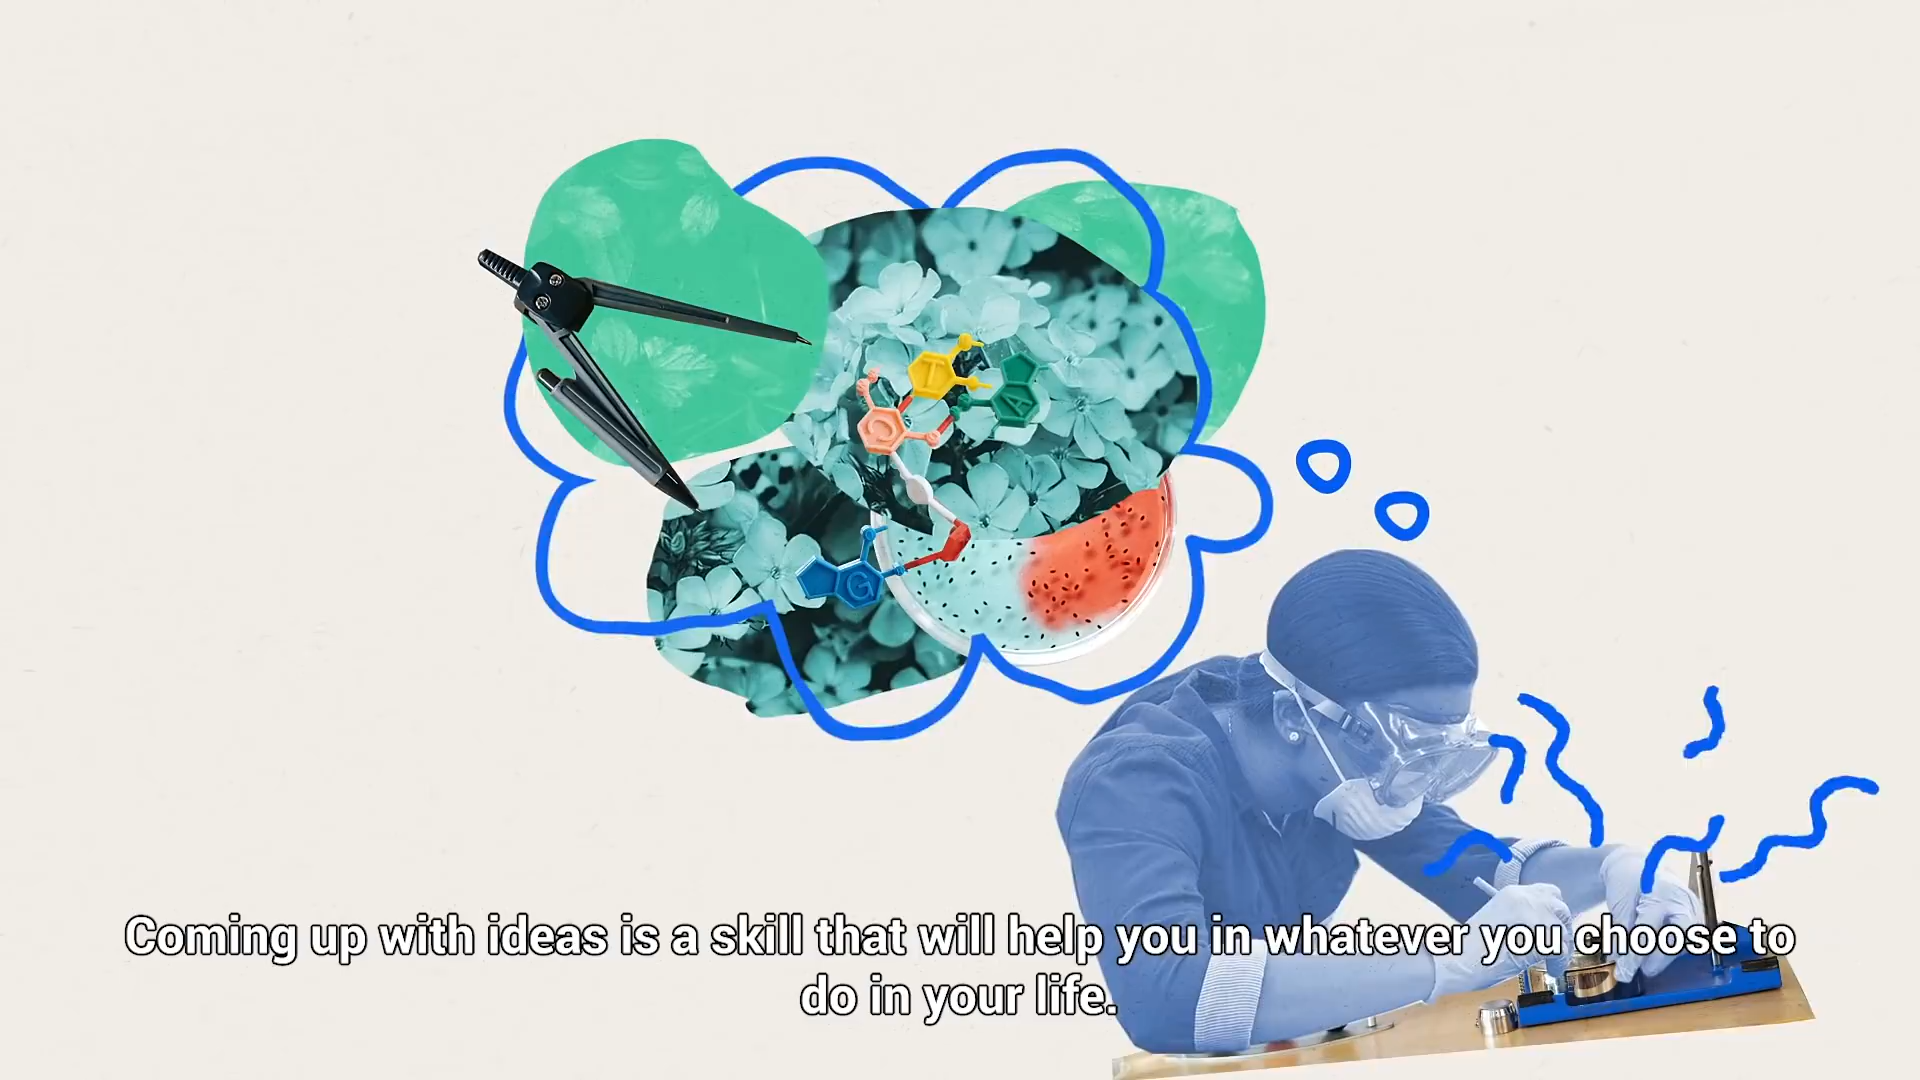 T
A
C
G
Coming up with ideas is a skill that will help you in whatever you choose to
do in your life.